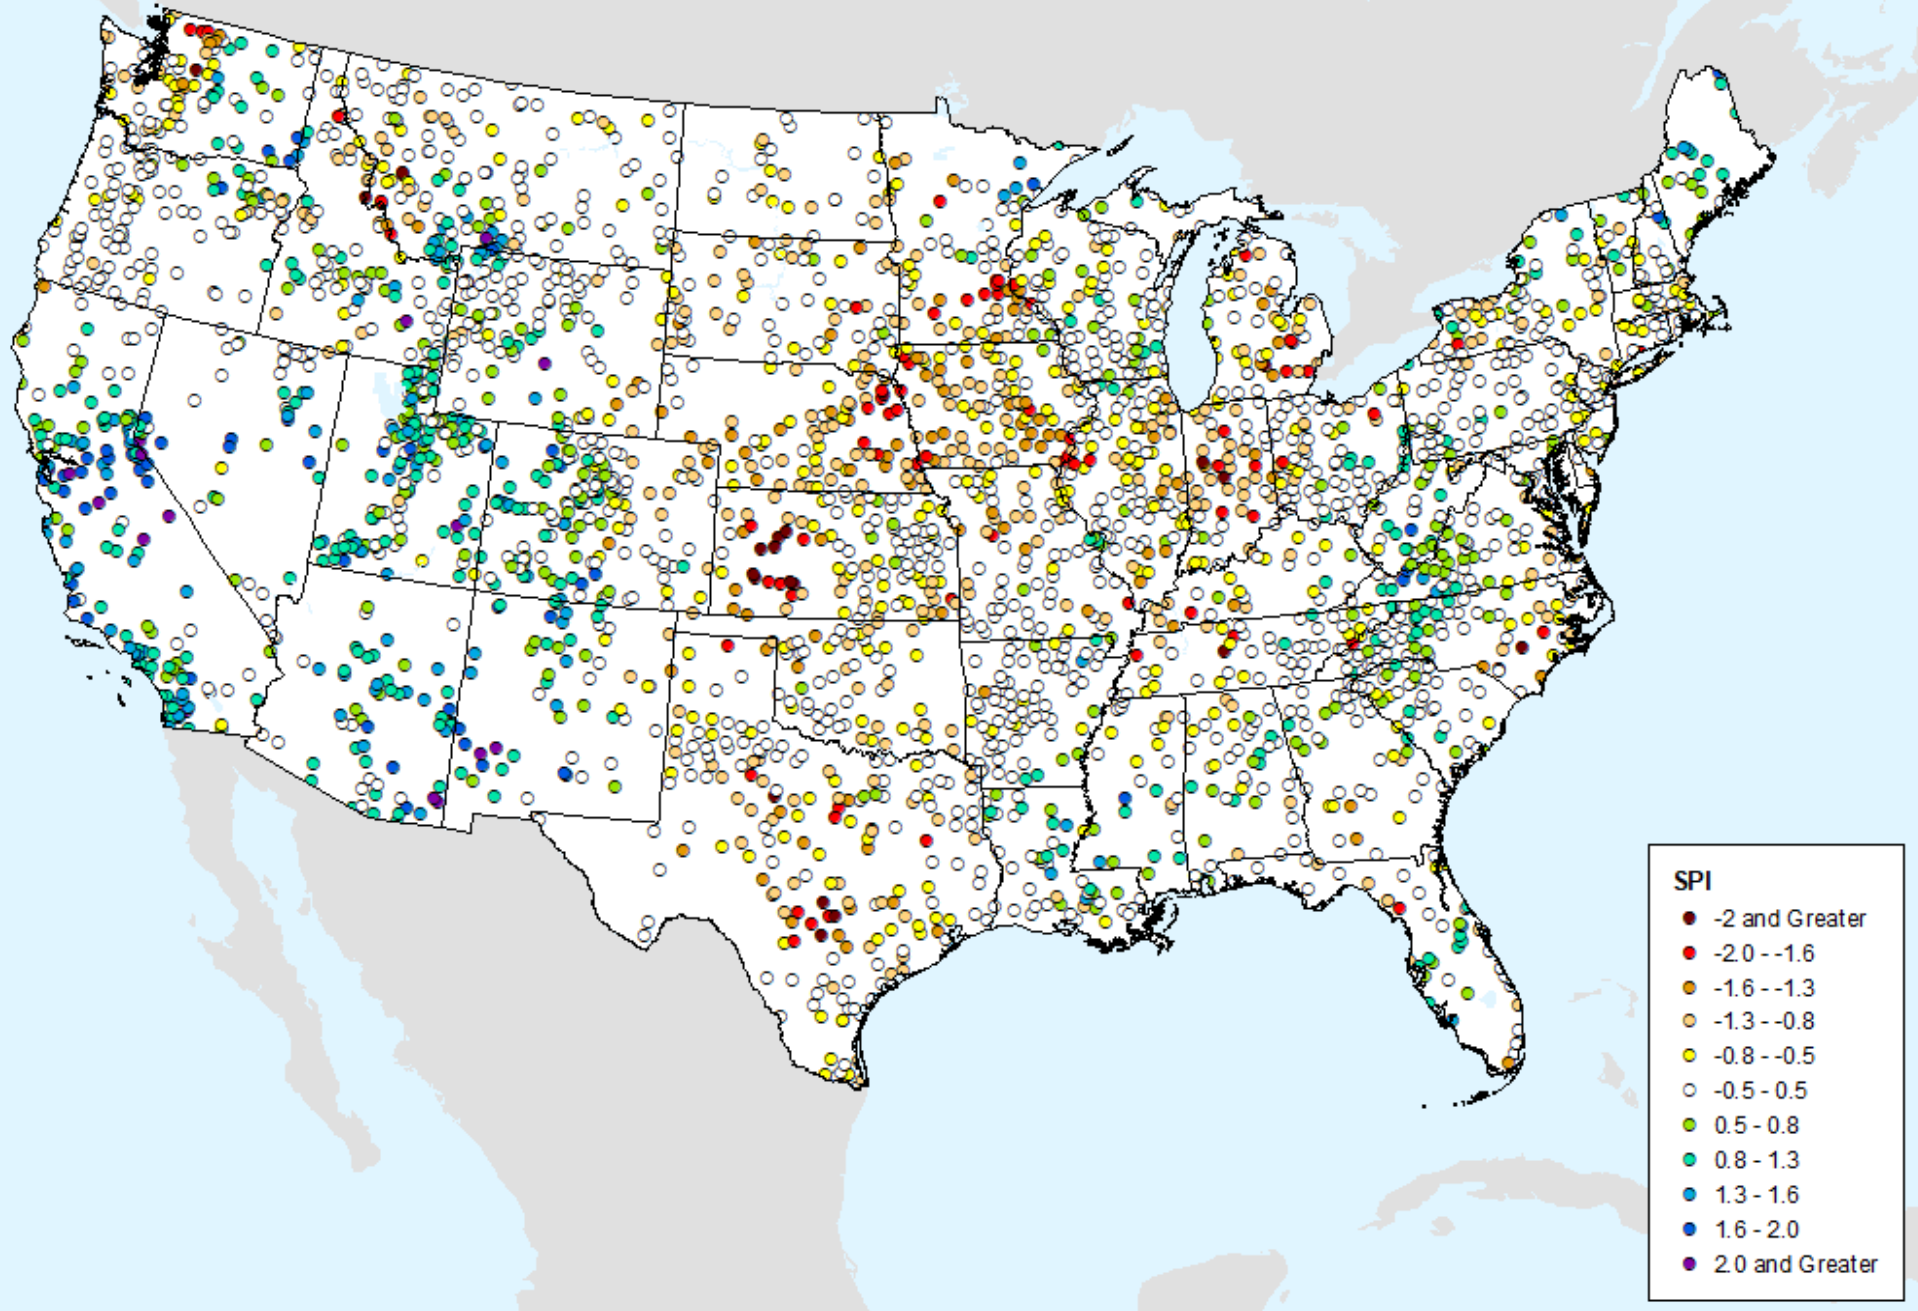 SPI
-2 and Greater
-2.0 - -1.6
-1.6 - -1.3
-1.3 - -0.8
-0.8 - -0.5
-0.5 - 0.5
0.5 - 0.8
0.8 - 1.3
1.3 - 1.6
1.6 - 2.0
2.0 and Greater